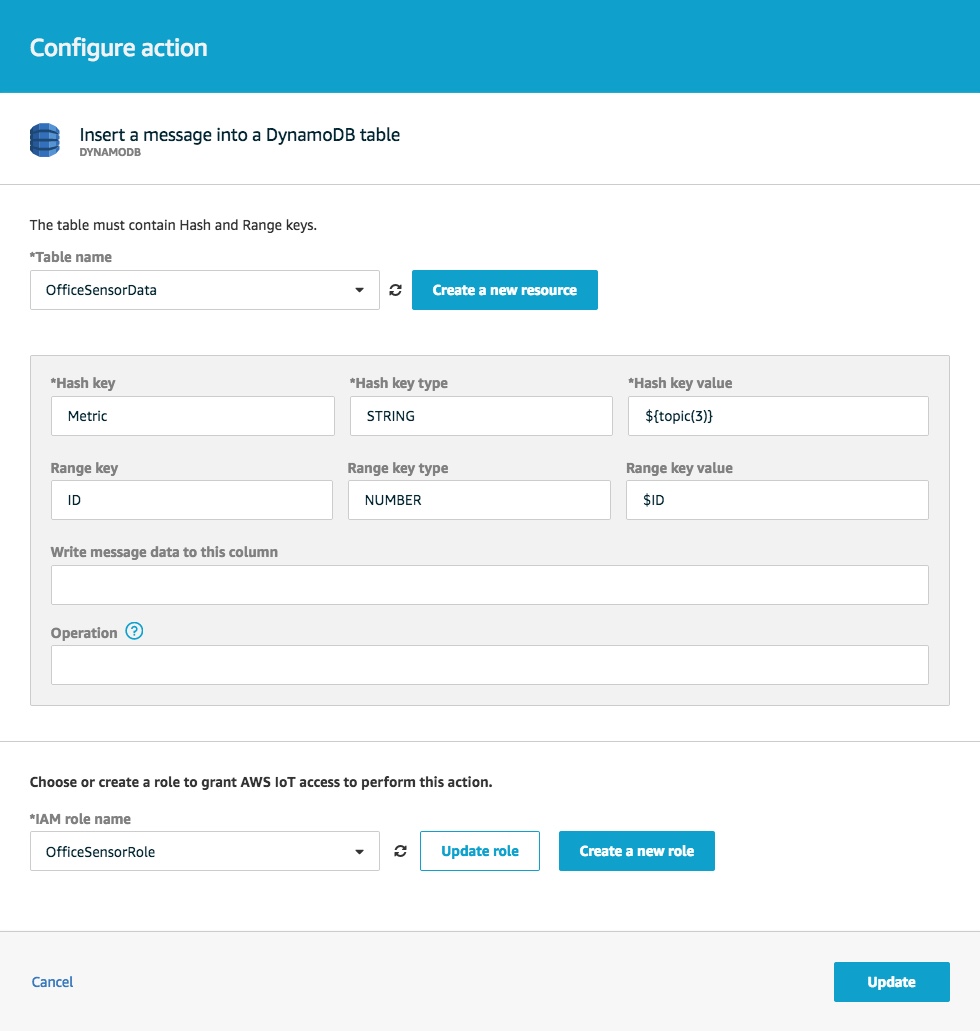 Configure action
Insert a message into a DynamoDB table
DYNAMODB
The table must contain Hash and Range keys.
*Table name
OfficeSensorData
Create a new resource
*Hash key *Hash key type *Hash key value
Metric STRING ${topic(3)}
Range key Range key type Range key value
ID NUMBER $ID
Write message data to this column
Operation ?
Choose or create a role to grant AWS IoT access to perform this action.
*IAM role name
OfficeSensorRole Update role Create a new role
Cancel Update